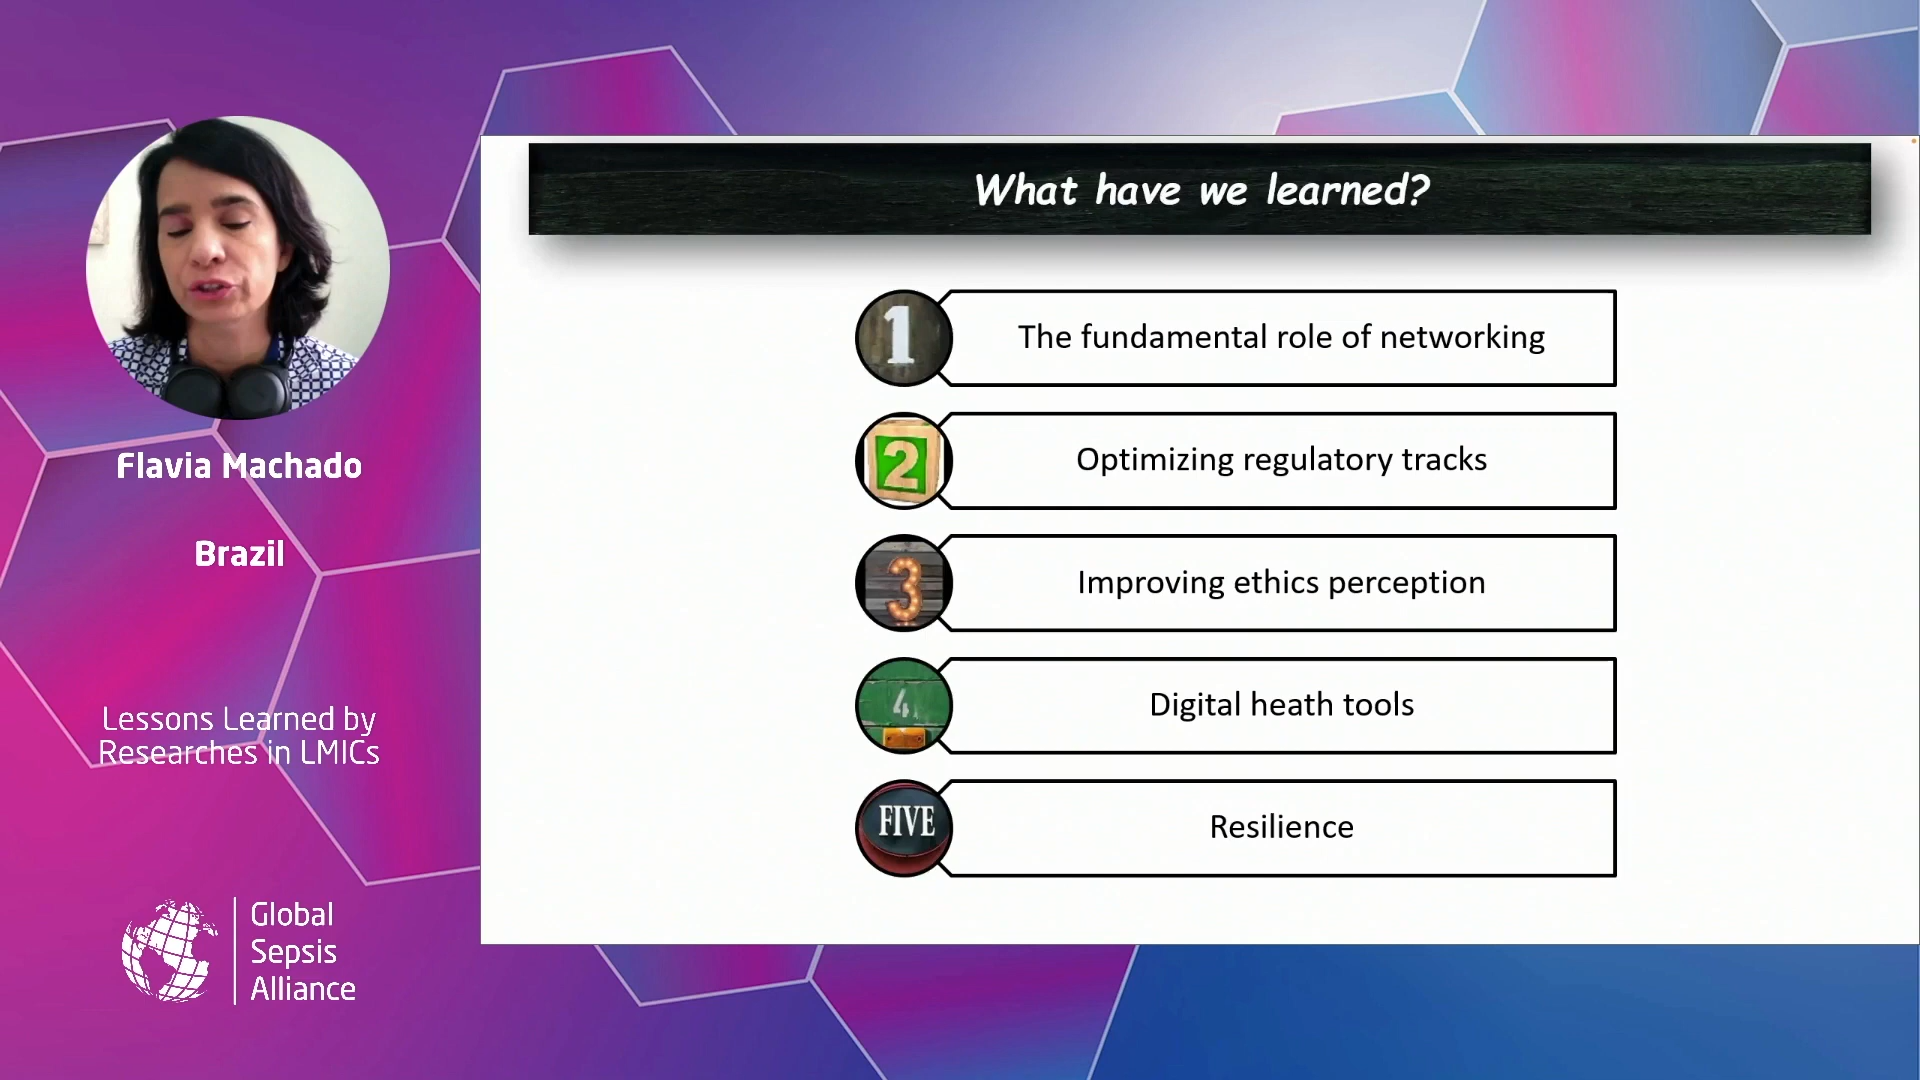 What have we learned?
1
The fundamental role of networking
2
Optimizing regulatory tracks
3
Improving ethics perception
4
Digital heath tools
FIVE
Resilience
Flavia Machado
Brazil
Lessons Learned by
Researches in LMICs
Global
Sepsis
Alliance